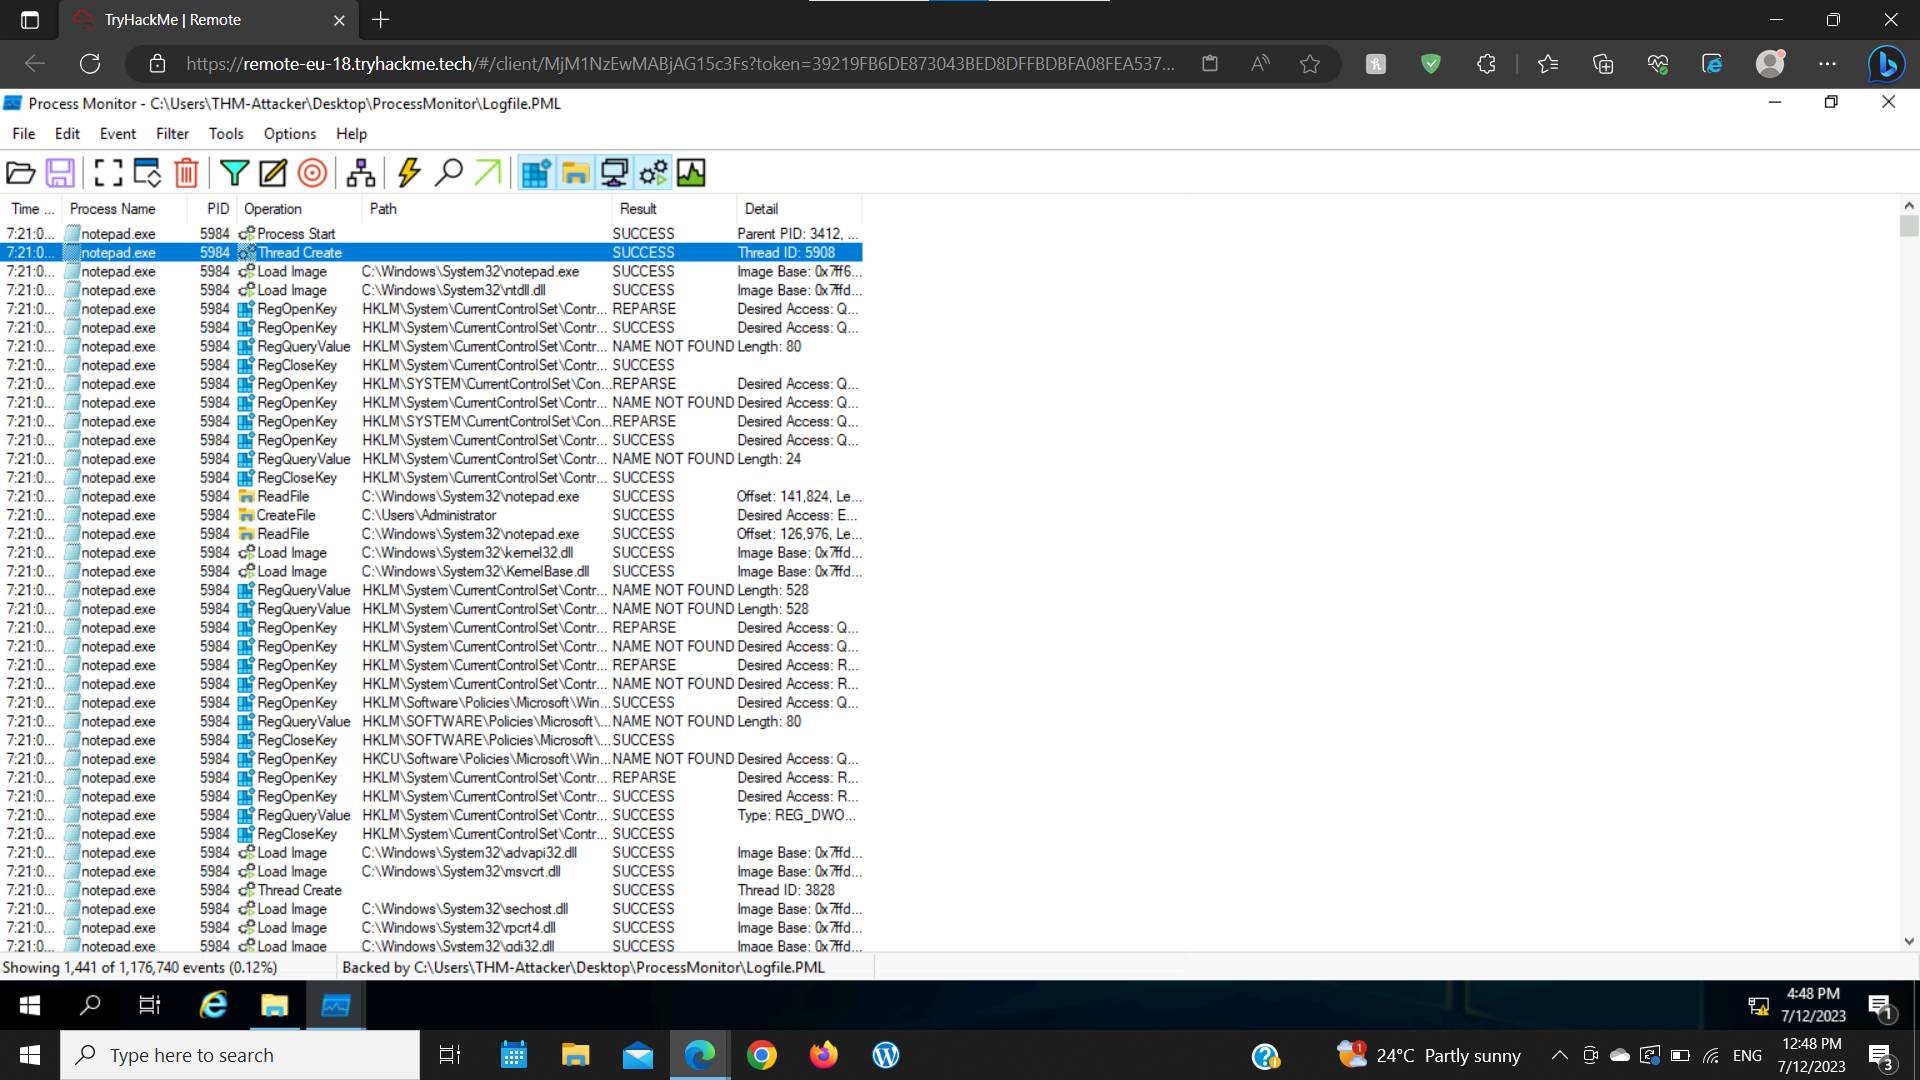 TryHackMe | Remote
https://remote-eu-18.tryhackme.tech/#/client/MjM1NzEwMABjAG15c3Fs?token=39219FB6DE873043BED8DFFBDBFA08FEA537...
Process Monitor - C:\Users\THM-Attacker\Desktop\ProcessMonitor\Logfile.PML
File Edit Event Filter Tools Options Help
Time ... Process Name PID Operation Path Result Detail
7:21:0... notepad.exe 5984 Process Start SUCCESS Parent PID: 3412, ...
7:21:0... notepad.exe 5984 Thread Create SUCCESS Thread ID: 5908
7:21:0... notepad.exe 5984 Load Image C:\Windows\System32\notepad.exe SUCCESS Image Base: 0x7ff6...
7:21:0... notepad.exe 5984 Load Image C:\Windows\System32\ntdll.dll SUCCESS Image Base: 0x7ffd...
7:21:0... notepad.exe 5984 RegOpenKey HKLM\System\CurrentControlSet\Contr... REPARSE Desired Access: Q...
7:21:0... notepad.exe 5984 RegOpenKey HKLM\System\CurrentControlSet\Contr... SUCCESS Desired Access: Q...
7:21:0... notepad.exe 5984 RegQueryValue HKLM\System\CurrentControlSet\Contr... NAME NOT FOUND Length: 80
7:21:0... notepad.exe 5984 RegCloseKey HKLM\System\CurrentControlSet\Contr... SUCCESS
7:21:0... notepad.exe 5984 RegOpenKey HKLM\SYSTEM\CurrentControlSet\Con... REPARSE Desired Access: Q...
7:21:0... notepad.exe 5984 RegOpenKey HKLM\System\CurrentControlSet\Contr... NAME NOT FOUND Desired Access: Q...
7:21:0... notepad.exe 5984 RegOpenKey HKLM\SYSTEM\CurrentControlSet\Con... REPARSE Desired Access: Q...
7:21:0... notepad.exe 5984 RegOpenKey HKLM\System\CurrentControlSet\Contr... SUCCESS Desired Access: Q...
7:21:0... notepad.exe 5984 RegQueryValue HKLM\System\CurrentControlSet\Contr... NAME NOT FOUND Length: 24
7:21:0... notepad.exe 5984 RegCloseKey HKLM\System\CurrentControlSet\Contr... SUCCESS
7:21:0... notepad.exe 5984 ReadFile C:\Windows\System32\notepad.exe SUCCESS Offset: 141,824, Le...
7:21:0... notepad.exe 5984 CreateFile C:\Users\Administrator SUCCESS Desired Access: E...
7:21:0... notepad.exe 5984 ReadFile C:\Windows\System32\notepad.exe SUCCESS Offset: 126,976, Le...
7:21:0... notepad.exe 5984 Load Image C:\Windows\System32\kernel32.dll SUCCESS Image Base: 0x7ffd...
7:21:0... notepad.exe 5984 Load Image C:\Windows\System32\KernelBase.dll SUCCESS Image Base: 0x7ffd...
7:21:0... notepad.exe 5984 RegQueryValue HKLM\System\CurrentControlSet\Contr... NAME NOT FOUND Length: 528
7:21:0... notepad.exe 5984 RegQueryValue HKLM\System\CurrentControlSet\Contr... NAME NOT FOUND Length: 528
7:21:0... notepad.exe 5984 RegOpenKey HKLM\System\CurrentControlSet\Contr... REPARSE Desired Access: Q...
7:21:0... notepad.exe 5984 RegOpenKey HKLM\System\CurrentControlSet\Contr... NAME NOT FOUND Desired Access: Q...
7:21:0... notepad.exe 5984 RegOpenKey HKLM\System\CurrentControlSet\Contr... REPARSE Desired Access: R...
7:21:0... notepad.exe 5984 RegOpenKey HKLM\System\CurrentControlSet\Contr... NAME NOT FOUND Desired Access: R...
7:21:0... notepad.exe 5984 RegOpenKey HKLM\Software\Policies\Microsoft\Win... SUCCESS Desired Access: Q...
7:21:0... notepad.exe 5984 RegQueryValue HKLM\SOFTWARE\Policies\Microsoft\... NAME NOT FOUND Length: 80
7:21:0... notepad.exe 5984 RegCloseKey HKLM\SOFTWARE\Policies\Microsoft\... SUCCESS
7:21:0... notepad.exe 5984 RegOpenKey HKCU\Software\Policies\Microsoft\Win... NAME NOT FOUND Desired Access: Q...
7:21:0... notepad.exe 5984 RegOpenKey HKLM\System\CurrentControlSet\Contr... REPARSE Desired Access: R...
7:21:0... notepad.exe 5984 RegOpenKey HKLM\System\CurrentControlSet\Contr... SUCCESS Desired Access: R...
7:21:0... notepad.exe 5984 RegQueryValue HKLM\System\CurrentControlSet\Contr... SUCCESS Type: REG_DWO...
7:21:0... notepad.exe 5984 RegCloseKey HKLM\System\CurrentControlSet\Contr... SUCCESS
7:21:0... notepad.exe 5984 Load Image C:\Windows\System32\advapi32.dll SUCCESS Image Base: 0x7ffd...
7:21:0... notepad.exe 5984 Load Image C:\Windows\System32\msvcrt.dll SUCCESS Image Base: 0x7ffd...
7:21:0... notepad.exe 5984 Thread Create SUCCESS Thread ID: 3828
7:21:0... notepad.exe 5984 Load Image C:\Windows\System32\sechost.dll SUCCESS Image Base: 0x7ffd...
7:21:0... notepad.exe 5984 Load Image C:\Windows\System32\rpcrt4.dll SUCCESS Image Base: 0x7ffd...
7:21:0... notepad.exe 5984 Load Image C:\Windows\System32\gdi32.dll SUCCESS Image Base: 0x7ffd...
Showing 1,441 of 1,176,740 events (0.12%) Backed by C:\Users\THM-Attacker\Desktop\ProcessMonitor\Logfile.PML
4:48 PM
7/12/2023
1
Type here to search
1
24°C Partly sunny
ENG
12:48 PM
7/12/2023
3